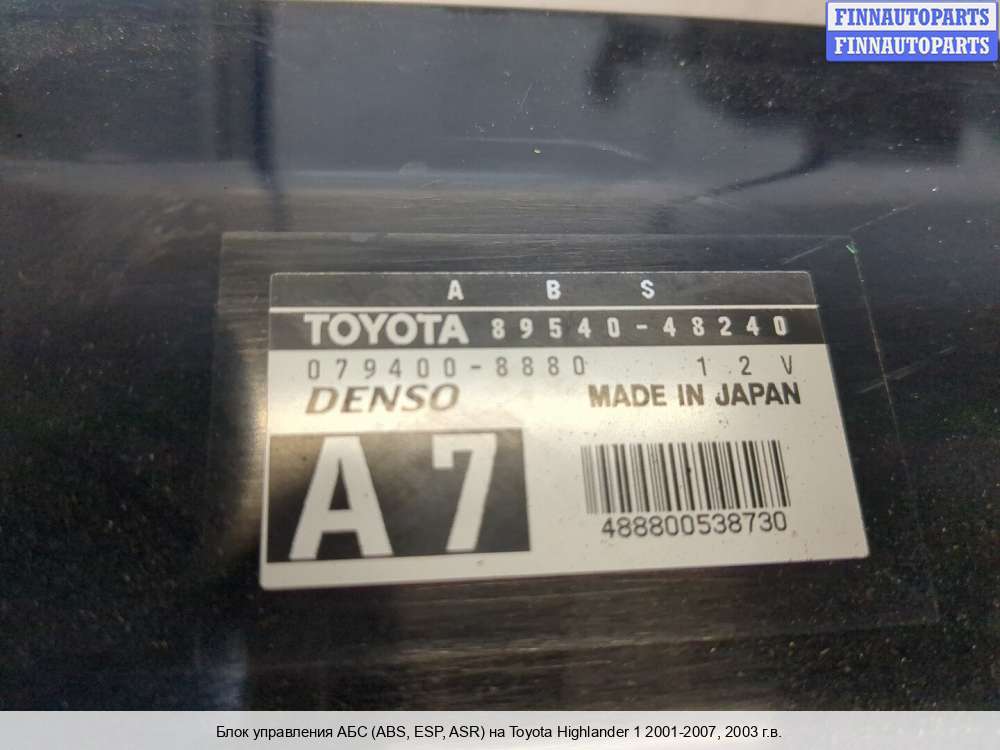 FINNAUTOPARTS
FINNAUTOPARTS
A B S
TOYOTA 89540-48240
079400-8880 12V
DENSO MADE IN JAPAN
A7
488800538730
Блок управления АБС (ABS, ESP, ASR) на Toyota Highlander 1 2001-2007, 2003 г.в.